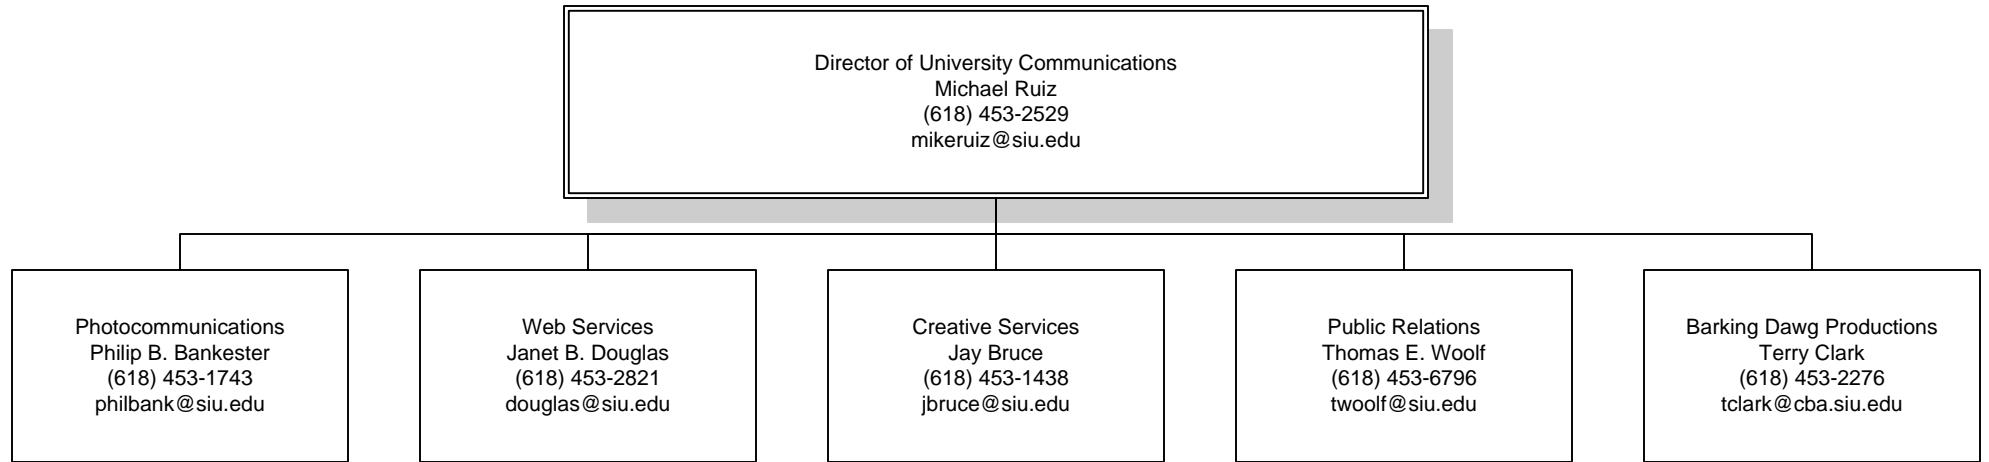 Director of University Communications
Michael Ruiz
(618) 453-2529
mikeruiz@siu.edu
Photocommunications
Philip B. Bankester
(618) 453-1743
philbank@siu.edu
Web Services
Janet B. Douglas
(618) 453-2821
douglas@siu.edu
Creative Services
Jay Bruce
(618) 453-1438
jbruce@siu.edu
Public Relations
Thomas E. Woolf
(618) 453-6796
twoolf@siu.edu
Barking Dawg Productions
Terry Clark
(618) 453-2276
tclark@cba.siu.edu